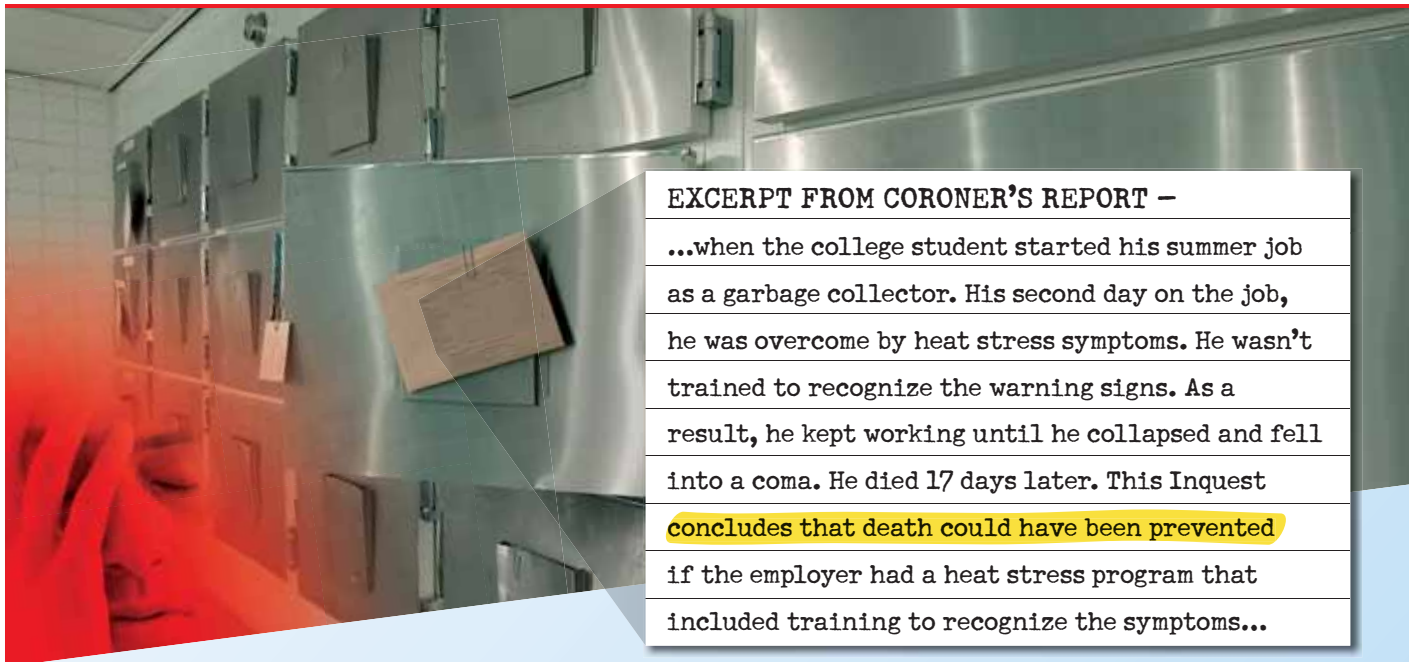 EXCERPT FROM CORONER'S REPORT –
...when the college student started his summer job
as a garbage collector. His second day on the job,
he was overcome by heat stress symptoms. He wasn't
trained to recognize the warning signs. As a
result, he kept working until he collapsed and fell
into a coma. He died 17 days later. This Inquest
concludes that death could have been prevented
if the employer had a heat stress program that
included training to recognize the symptoms...